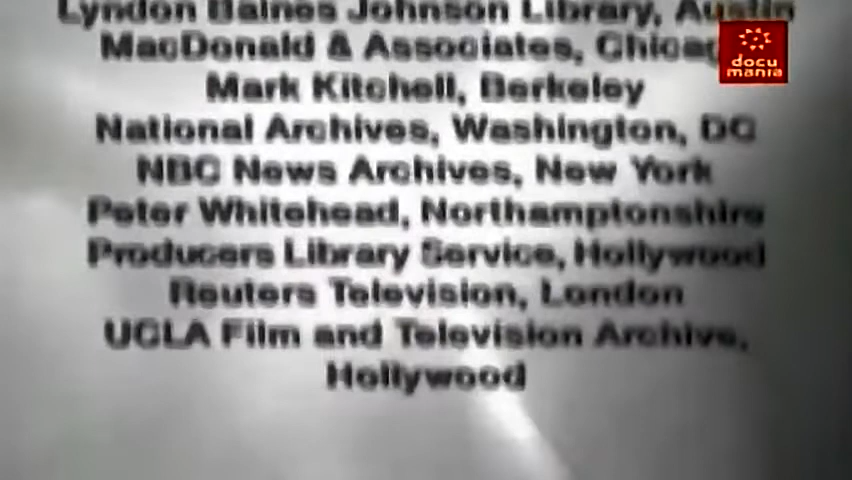 Lyndon Baines Johnson Library, Austin
MacDonald & Associates, Chicago
docu
mania
Mark Kitchell, Berkeley
National Archives, Washington, DC
NBC News Archives, New York
Peter Whitehead, Northamptonshire
Producers Library Service, Hollywood
Reuters Television, London
UCLA Film and Television Archive,
Hollywood